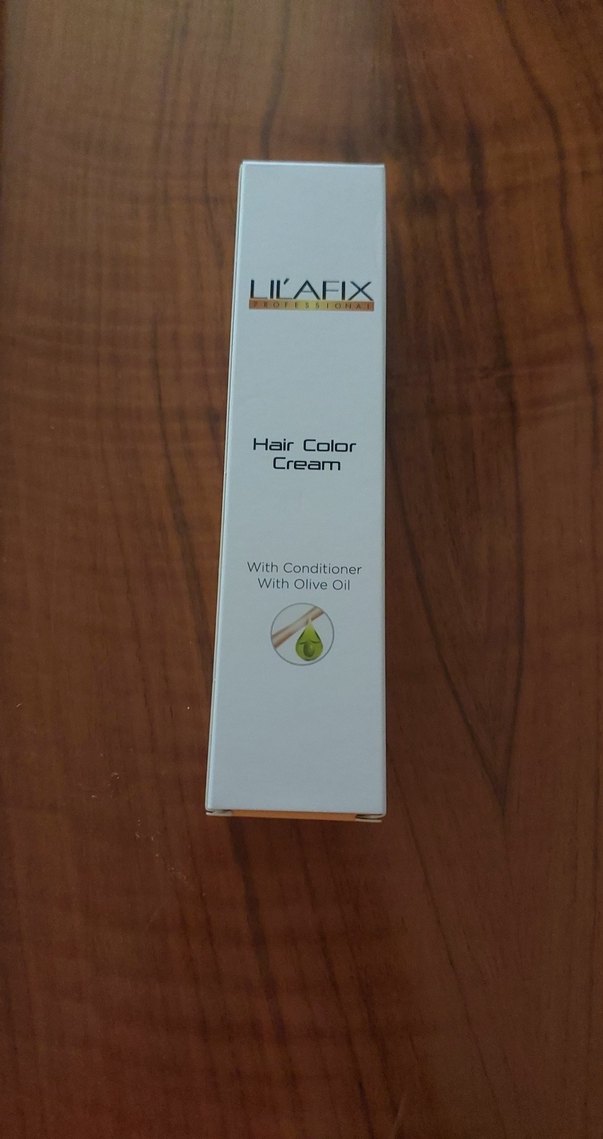 LIL'AFIX
PROFESSIONAL
Hair Color
Cream
With Conditioner
With Olive Oil